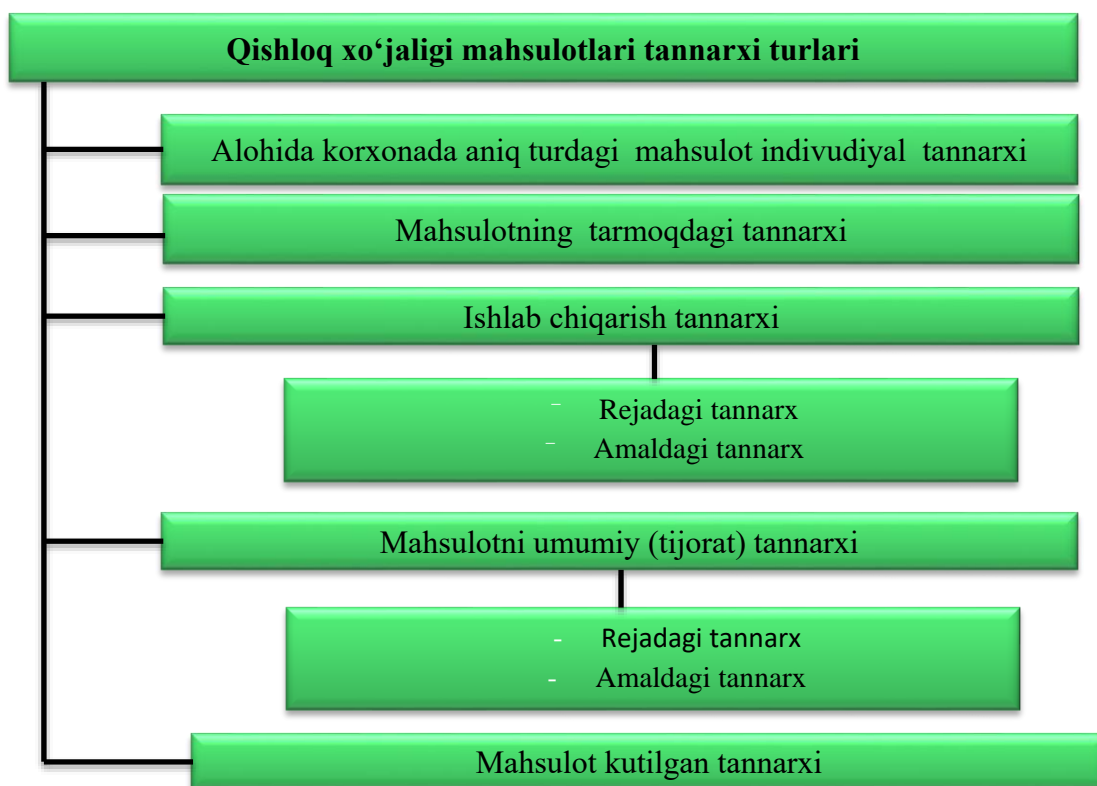 Qishloq xo‘jaligi mahsulotlari tannarxi turlari
Alohida korxonada aniq turdagi mahsulot indivudiyal tannarxi
Mahsulotning tarmoqdagi tannarxi
Ishlab chiqarish tannarxi
- Rejadagi tannarx
- Amaldagi tannarx
Mahsulotni umumiy (tijorat) tannarxi
- Rejadagi tannarx
- Amaldagi tannarx
Mahsulot kutilgan tannarxi